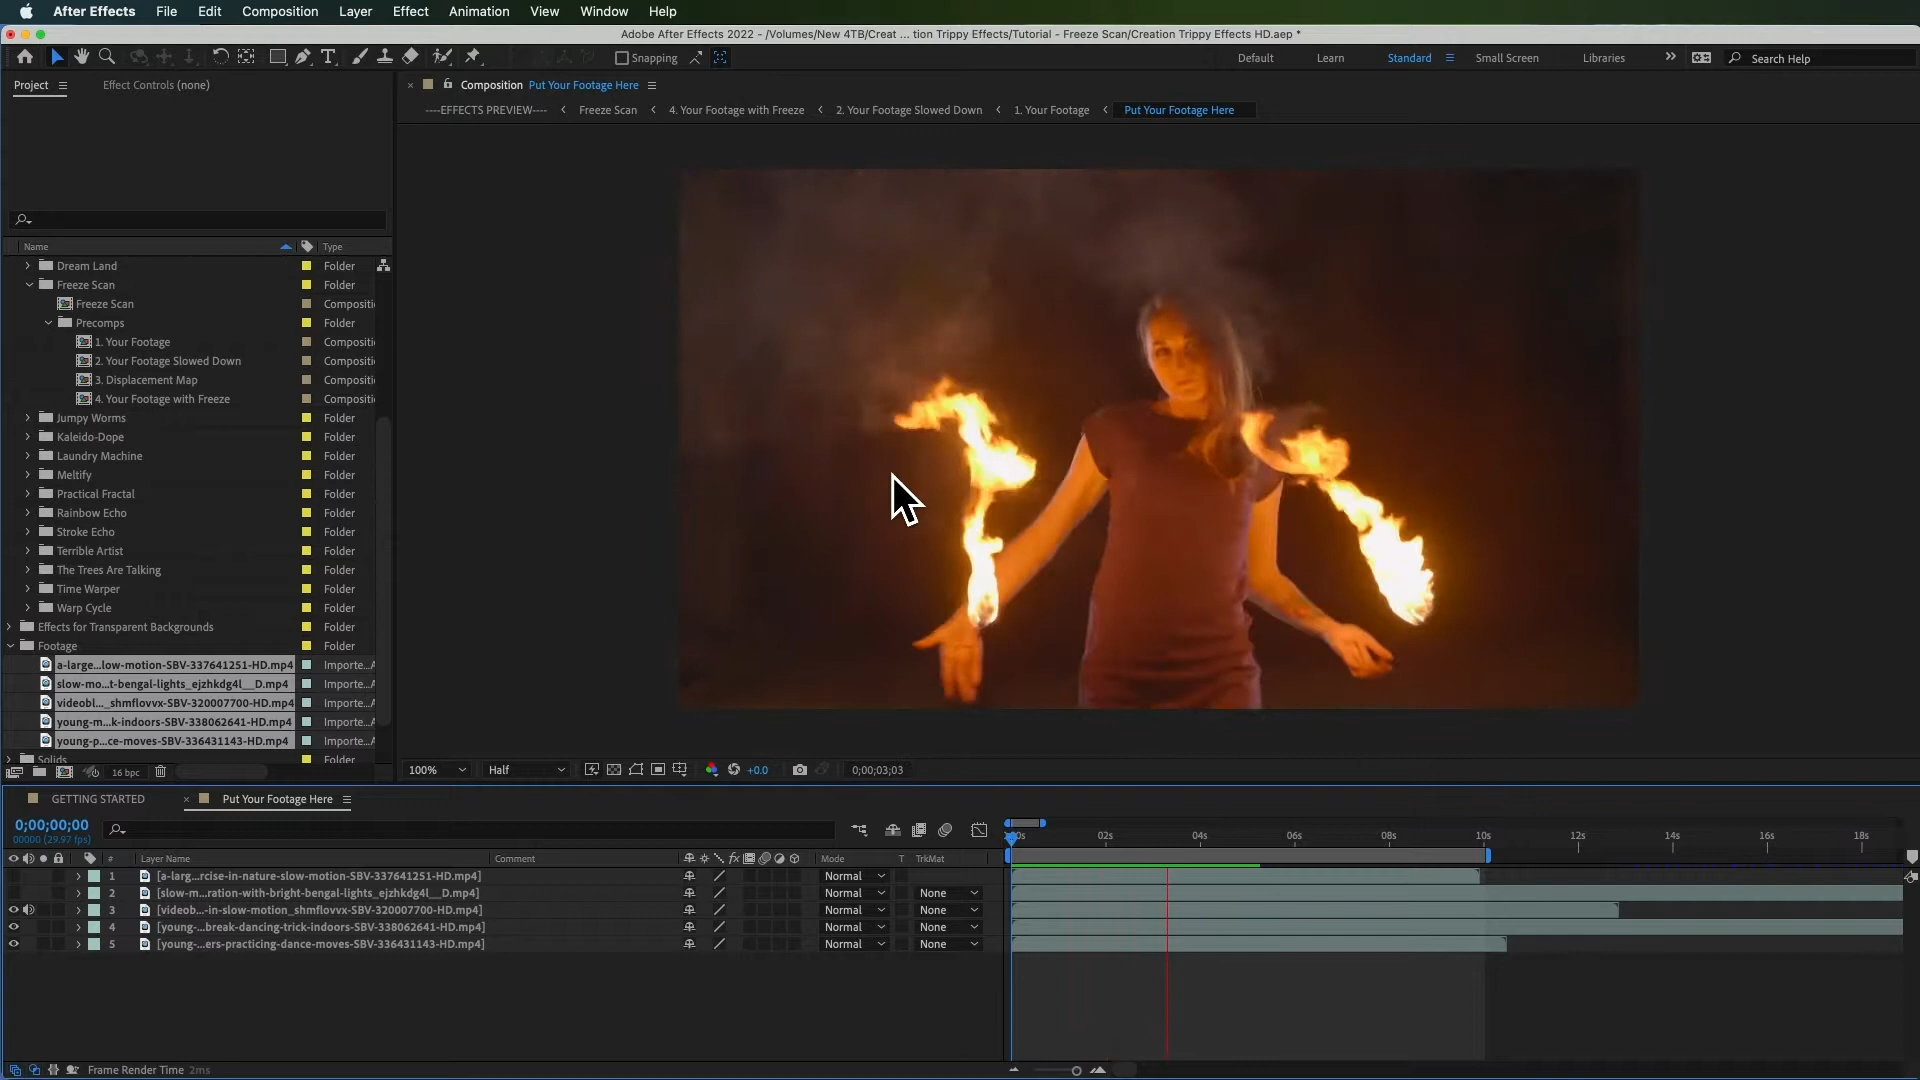 After Effects File Edit Composition Layer Effect Animation View Window Help
Adobe After Effects 2022 - /Volumes/New 4TB/Creat ... tion Trippy Effects/Tutorial - Freeze Scan/Creation Trippy Effects HD.aep *
Snapping Default Learn Standard Small Screen Libraries Search Help
Project Effect Controls (none)
Composition Put Your Footage Here
----EFFECTS PREVIEW---- Freeze Scan 4. Your Footage with Freeze 2. Your Footage Slowed Down 1. Your Footage Put Your Footage Here
Name Type
Dream Land Folder
Freeze Scan Folder
Freeze Scan Compositi
Precomps Folder
1. Your Footage Compositi
2. Your Footage Slowed Down Compositi
3. Displacement Map Compositi
4. Your Footage with Freeze Compositi
Jumpy Worms Folder
Kaleido-Dope Folder
Laundry Machine Folder
Meltify Folder
Practical Fractal Folder
Rainbow Echo Folder
Stroke Echo Folder
Terrible Artist Folder
The Trees Are Talking Folder
Time Warper Folder
Warp Cycle Folder
Effects for Transparent Backgrounds Folder
Footage Folder
a-large...low-motion-SBV-337641251-HD.mp4 Importe...A
slow-mo...t-bengal-lights_ejzhkdg4l__D.mp4 Importe...A
videobl..._shmflovvx-SBV-320007700-HD.mp4 Importe...A
young-m...k-indoors-SBV-338062641-HD.mp4 Importe...A
young-p...ce-moves-SBV-336431143-HD.mp4 Importe...A
Solids Folder
16 bpc
100% Half +0.0 0;00;03;03
GETTING STARTED Put Your Footage Here
0;00;00;00
00000 (29.97 fps)
:00s 02s 04s 06s 08s 10s 12s 14s 16s 18s
# Layer Name Comment fx Mode T TrkMat
1 [a-larg...rcise-in-nature-slow-motion-SBV-337641251-HD.mp4] Normal
2 [slow-m...ration-with-bright-bengal-lights_ejzhkdg4l__D.mp4] Normal None
3 [videob...-in-slow-motion_shmflovvx-SBV-320007700-HD.mp4] Normal None
4 [young-...break-dancing-trick-indoors-SBV-338062641-HD.mp4] Normal None
5 [young-...ers-practicing-dance-moves-SBV-336431143-HD.mp4] Normal None
Frame Render Time 2ms